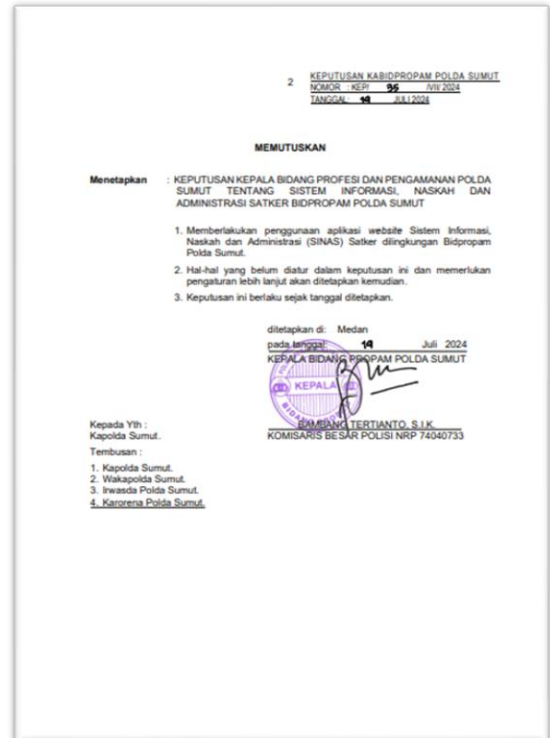 2
KEPUTUSAN KABIDPROPAM POLDA SUMUT
NOMOR : KEP/ 95 /VII/ 2024
TANGGAL: 19 JULI 2024
MEMUTUSKAN
Menetapkan : KEPUTUSAN KEPALA BIDANG PROFESI DAN PENGAMANAN POLDA
SUMUT TENTANG SISTEM INFORMASI, NASKAH DAN
ADMINISTRASI SATKER BIDPROPAM POLDA SUMUT
1. Memberlakukan penggunaan aplikasi website Sistem Informasi,
Naskah dan Administrasi (SINAS) Satker dilingkungan Bidpropam
Polda Sumut.
2. Hal-hal yang belum diatur dalam keputusan ini dan memerlukan
pengaturan lebih lanjut akan ditetapkan kemudian.
3. Keputusan ini berlaku sejak tanggal ditetapkan.
ditetapkan di: Medan
pada tanggal: 19 Juli 2024
KEPALA BIDANG PROPAM POLDA SUMUT
KEPALA
BAMBANG TERTIANTO, S.I.K.
KOMISARIS BESAR POLISI NRP 74040733
Kepada Yth :
Kapolda Sumut.
Tembusan :
1. Kapolda Sumut.
2. Wakapolda Sumut.
3. Irwasda Polda Sumut.
4. Karorena Polda Sumut.